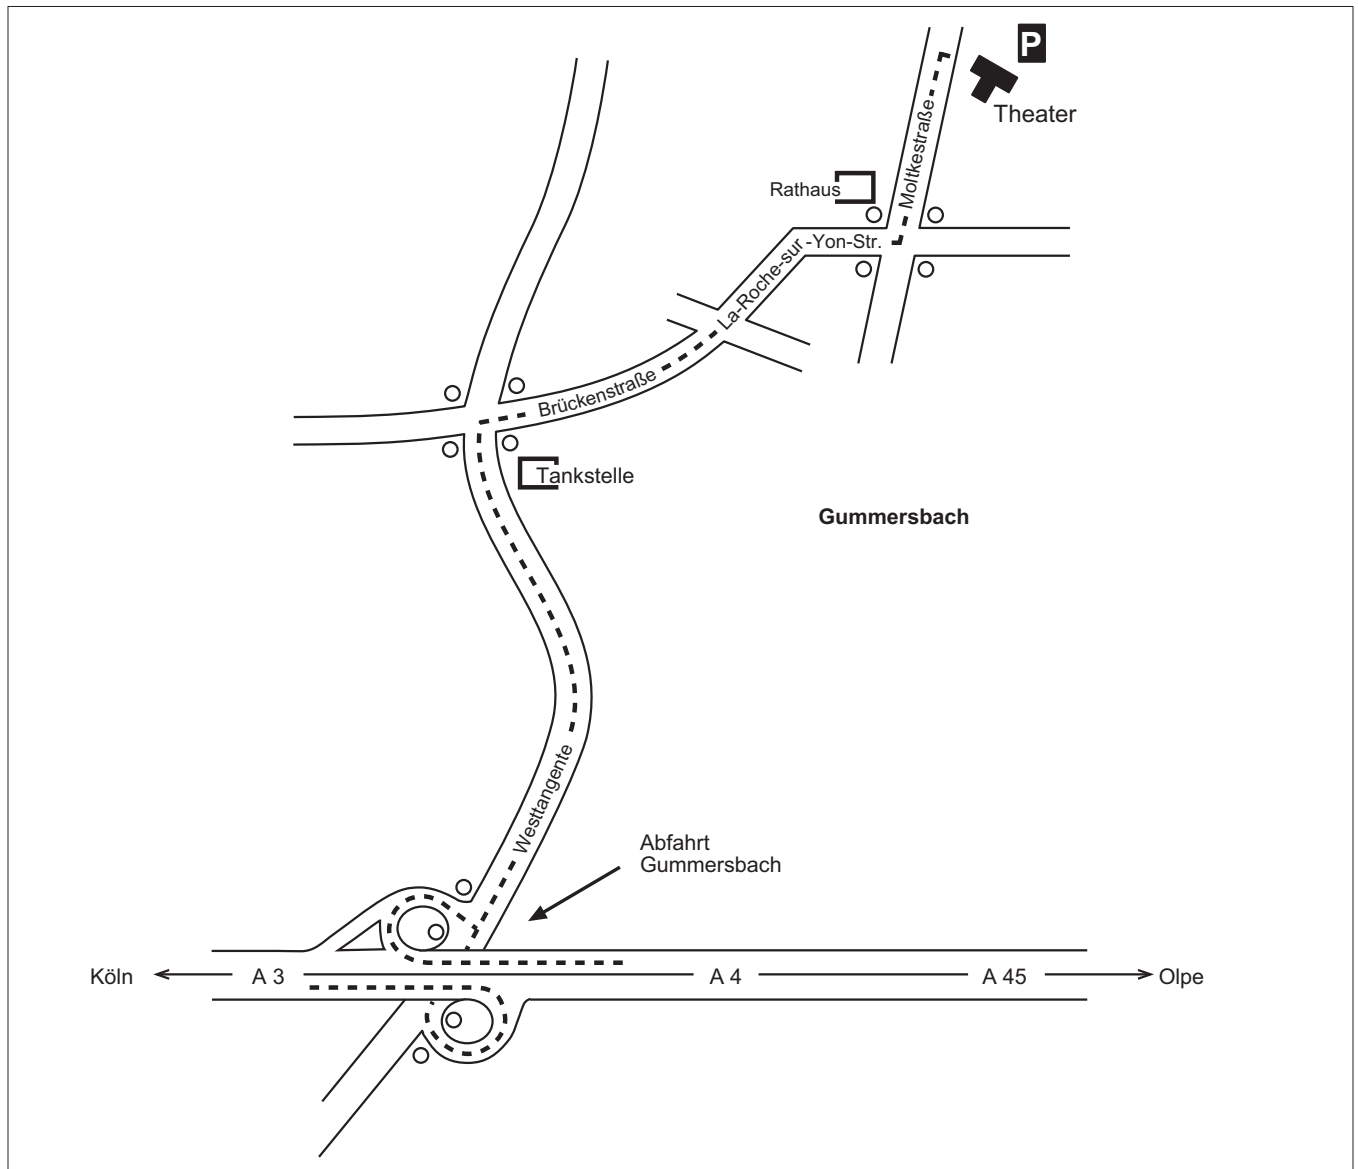 P
Theater
Moltkestraße
Rathaus
La-Roche-sur-Yon-Str.
Brückenstraße
Tankstelle
Gummersbach
Westtangente
Abfahrt
Gummersbach
Köln
A 3
A 4
A 45
Olpe